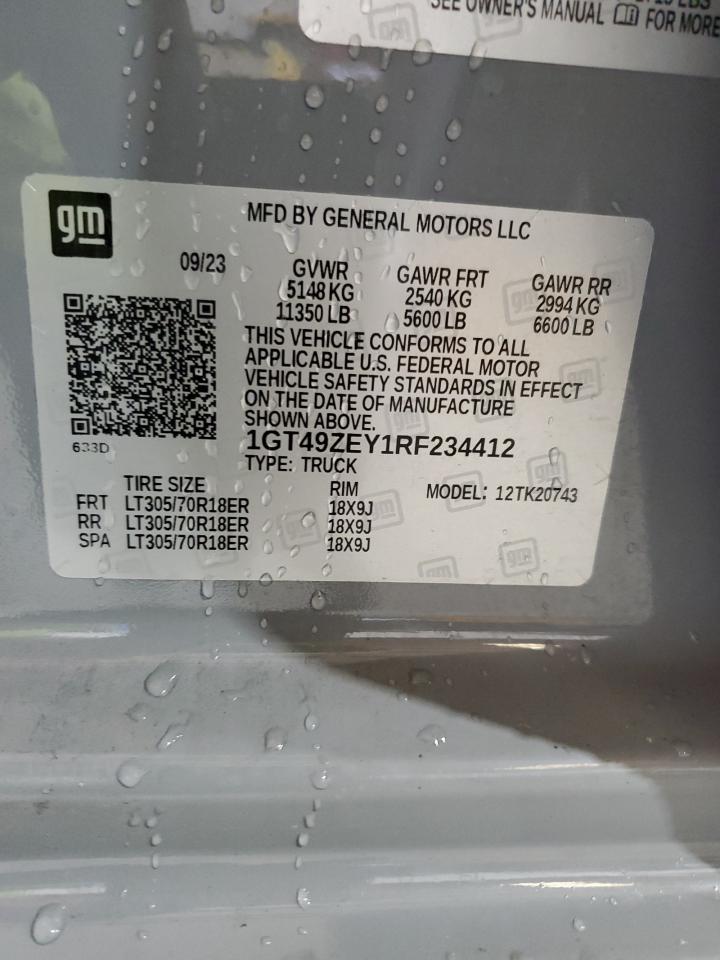 SEE OWNER'S MANUAL FOR MORE
gm
MFD BY GENERAL MOTORS LLC
09/23 GVWR GAWR FRT GAWR RR
5148 KG 2540 KG 2994 KG
11350 LB 5600 LB 6600 LB
THIS VEHICLE CONFORMS TO ALL
APPLICABLE U.S. FEDERAL MOTOR
VEHICLE SAFETY STANDARDS IN EFFECT
ON THE DATE OF MANUFACTURE
SHOWN ABOVE.
633D
1GT49ZEY1RF234412
TYPE: TRUCK
TIRE SIZE RIM MODEL: 12TK20743
FRT LT305/70R18ER 18X9J
RR LT305/70R18ER 18X9J
SPA LT305/70R18ER 18X9J